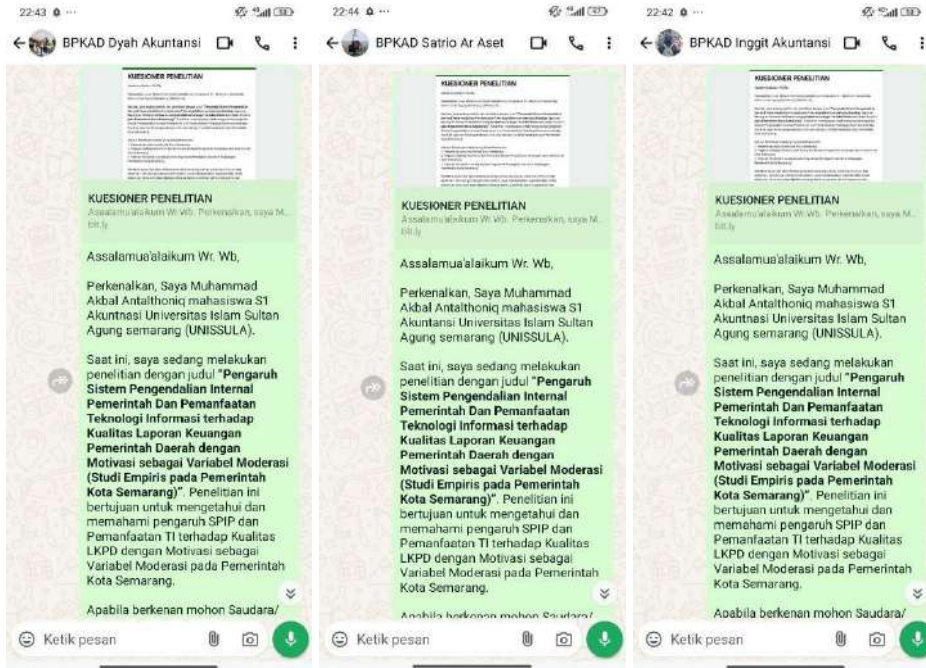 22:43
BPKAD Dyah Akuntansi
KUESIONER PENELITIAN
KUESIONER PENELITIAN
Assalamu'alaikum Wr. Wb. Perkenalkan, saya M...
bit.ly
Assalamua'alaikum Wr. Wb,
Perkenalkan, Saya Muhammad
Akbal Antalthoniq mahasiswa S1
Akuntnasi Universitas Islam Sultan
Agung semarang (UNISSULA).
Saat ini, saya sedang melakukan
penelitian dengan judul "Pengaruh
Sistem Pengendalian Internal
Pemerintah Dan Pemanfaatan
Teknologi Informasi terhadap
Kualitas Laporan Keuangan
Pemerintah Daerah dengan
Motivasi sebagai Variabel Moderasi
(Studi Empiris pada Pemerintah
Kota Semarang)". Penelitian ini
bertujuan untuk mengetahui dan
memahami pengaruh SPIP dan
Pemanfaatan TI terhadap Kualitas
LKPD dengan Motivasi sebagai
Variabel Moderasi pada Pemerintah
Kota Semarang.
Apabila berkenan mohon Saudara/
Ketik pesan
22:44
BPKAD Satrio Ar Aset
KUESIONER PENELITIAN
KUESIONER PENELITIAN
Assalamu'alaikum Wr. Wb. Perkenalkan, saya M...
bit.ly
Assalamua'alaikum Wr. Wb,
Perkenalkan, Saya Muhammad
Akbal Antalthoniq mahasiswa S1
Akuntansi Universitas Islam Sultan
Agung semarang (UNISSULA).
Saat ini, saya sedang melakukan
penelitian dengan judul "Pengaruh
Sistem Pengendalian Internal
Pemerintah Dan Pemanfaatan
Teknologi Informasi terhadap
Kualitas Laporan Keuangan
Pemerintah Daerah dengan
Motivasi sebagai Variabel Moderasi
(Studi Empiris pada Pemerintah
Kota Semarang)". Penelitian ini
bertujuan untuk mengetahui dan
memahami pengaruh SPIP dan
Pemanfaatan TI terhadap Kualitas
LKPD dengan Motivasi sebagai
Variabel Moderasi pada Pemerintah
Kota Semarang.
Apabila berkenan mohon Saudara/
Ketik pesan
22:42
BPKAD Inggit Akuntansi
KUESIONER PENELITIAN
KUESIONER PENELITIAN
Assalamu'alaikum Wr. Wb. Perkenalkan, saya M...
bit.ly
Assalamua'alaikum Wr. Wb,
Perkenalkan, Saya Muhammad
Akbal Antalthoniq mahasiswa S1
Akuntnasi Universitas Islam Sultan
Agung semarang (UNISSULA).
Saat ini, saya sedang melakukan
penelitian dengan judul "Pengaruh
Sistem Pengendalian Internal
Pemerintah Dan Pemanfaatan
Teknologi Informasi terhadap
Kualitas Laporan Keuangan
Pemerintah Daerah dengan
Motivasi sebagai Variabel Moderasi
(Studi Empiris pada Pemerintah
Kota Semarang)". Penelitian ini
bertujuan untuk mengetahui dan
memahami pengaruh SPIP dan
Pemanfaatan TI terhadap Kualitas
LKPD dengan Motivasi sebagai
Variabel Moderasi pada Pemerintah
Kota Semarang.
Apabila berkenan mohon Saudara/
Ketik pesan